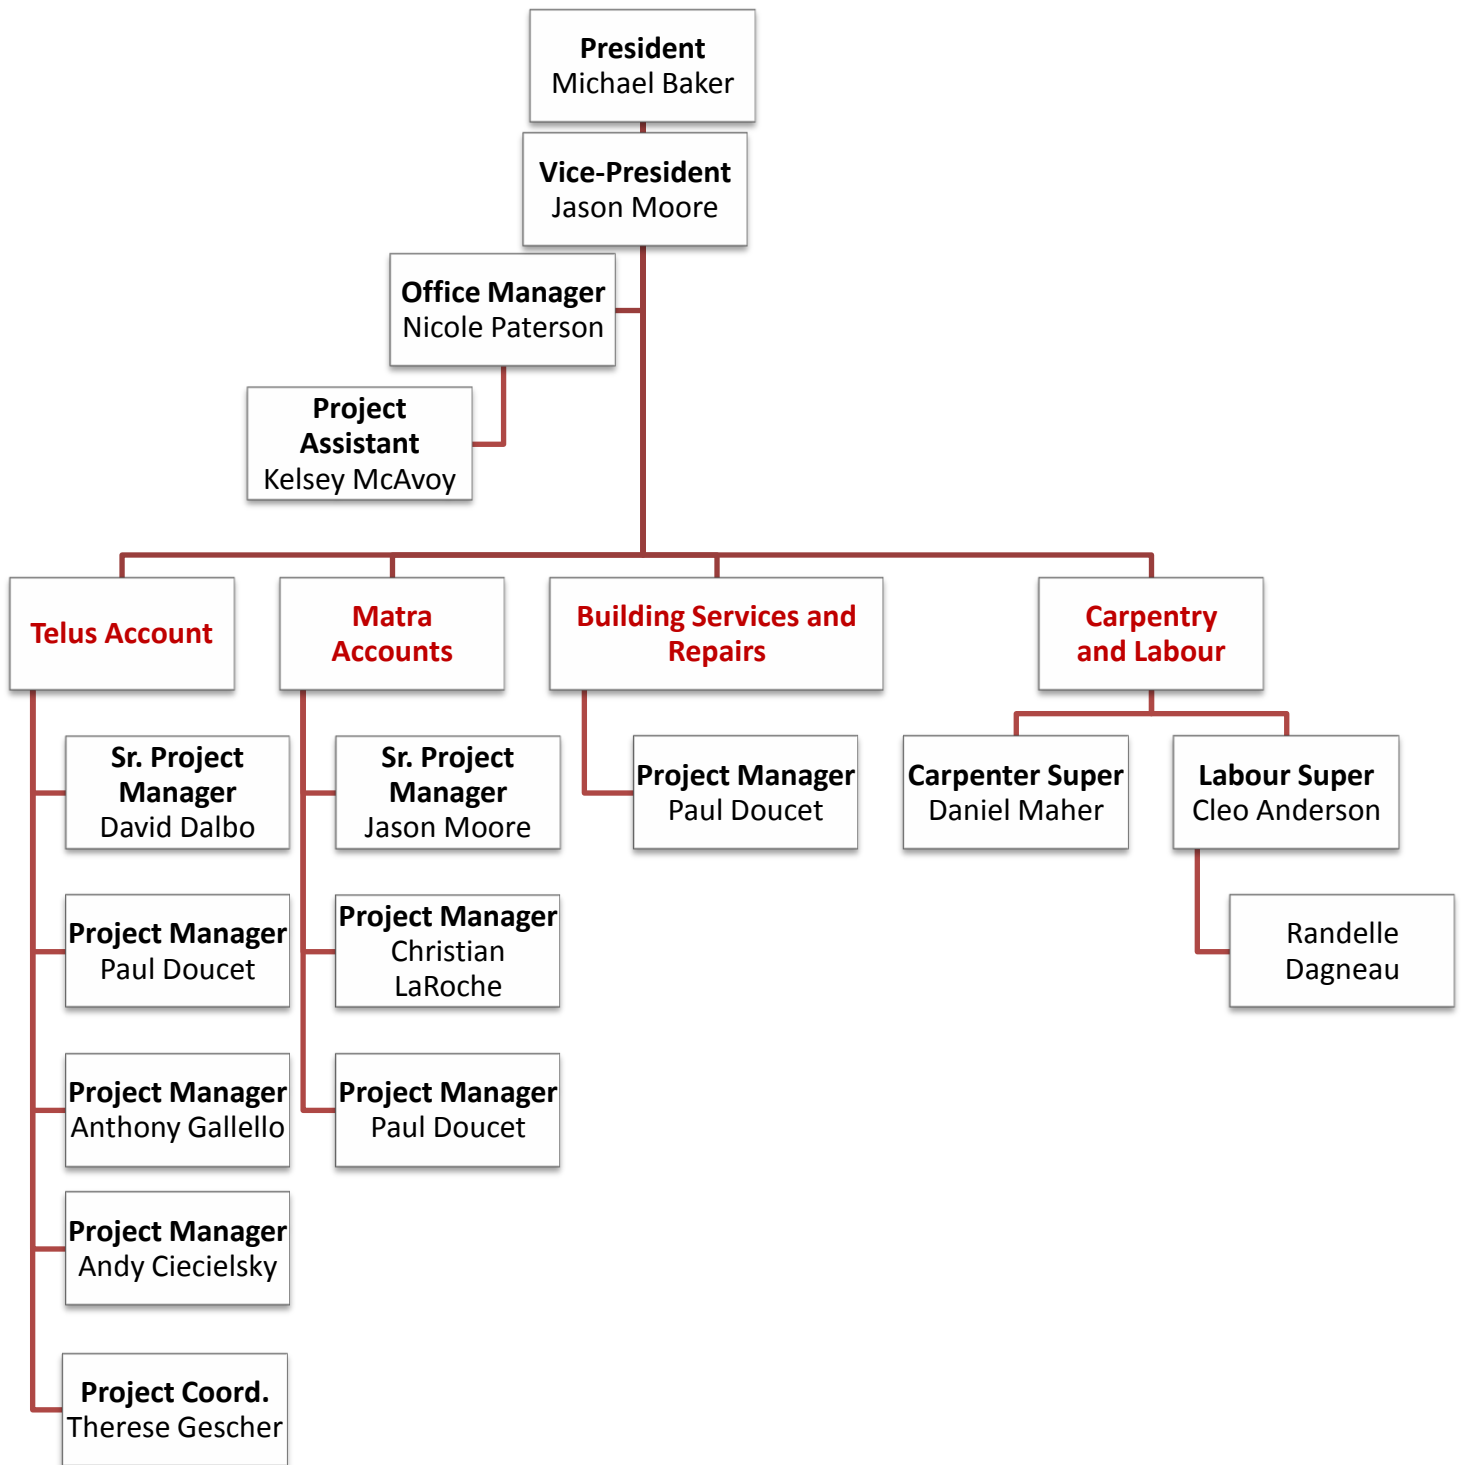 President
Michael Baker
Vice-President
Jason Moore
Office Manager
Nicole Paterson
Project
Assistant
Kelsey McAvoy
Telus Account
Sr. Project
Manager
David Dalbo
Project Manager
Paul Doucet
Project Manager
Anthony Gallello
Project Manager
Andy Ciecielsky
Project Coord.
Therese Gescher
Matra
Accounts
Sr. Project
Manager
Jason Moore
Project Manager
Christian
LaRoche
Project Manager
Paul Doucet
Building Services and
Repairs
Project Manager
Paul Doucet
Carpentry
and Labour
Carpenter Super
Daniel Maher
Labour Super
Cleo Anderson
Randelle
Dagneau